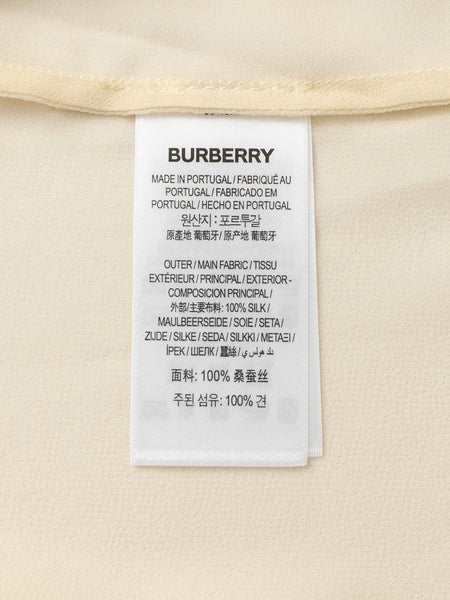 BURBERRY
MADE IN PORTUGAL / FABRIQUÉ AU
PORTUGAL / FABRICADO EM
PORTUGAL / HECHO EN PORTUGAL
원산지 : 포르투갈
原產地 葡萄牙 / 原产地 葡萄牙
OUTER / MAIN FABRIC / TISSU
EXTÉRIEUR / PRINCIPAL / EXTERIOR -
COMPOSICIÓN PRINCIPAL /
外部/主要布料: 100% SILK /
MAULBEERSEIDE / SOIE / SETA /
ZIJDE / SILKE / SEDA / SILKKI / ΜΕΤΑΞΙ /
İPEK / ШЕЛК / 蠶絲 /
面料: 100% 桑蚕丝
주된 섬유: 100% 견